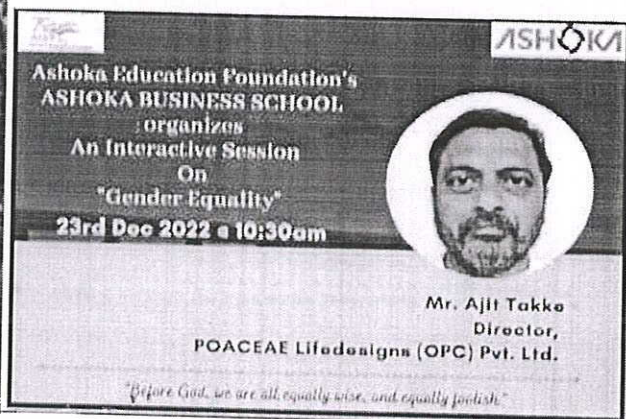 ASHOKA
Ashoka Education Foundation's
ASHOKA BUSINESS SCHOOL
organizes
An Interactive Session
On
"Gender Equality"
23rd Dec 2022 @ 10:30am
Mr. Ajit Takke
Director,
POACEAE Lifedesigns (OPC) Pvt. Ltd.
"Before God, we are all equally wise, and equally foolish"